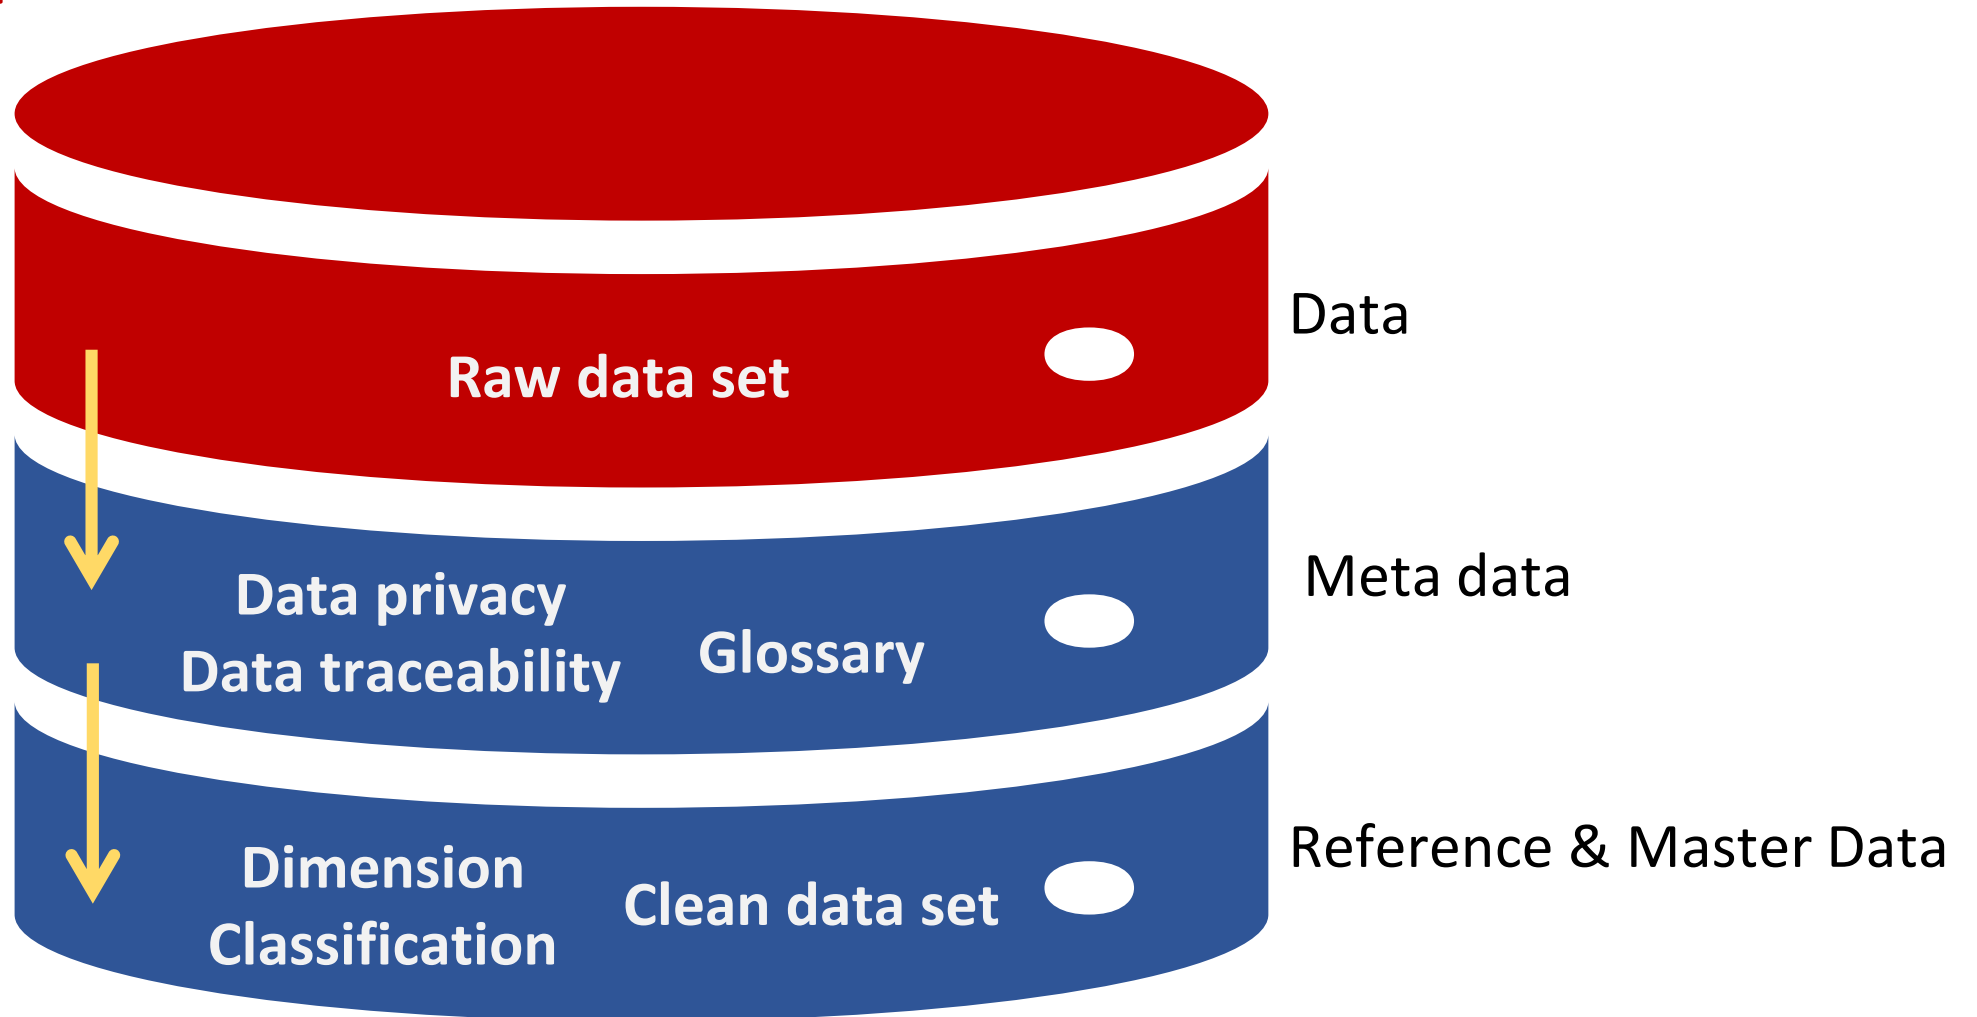 Data
Raw data set
Meta data
Data privacy
Data traceability
Glossary
Reference & Master Data
Dimension
Classification
Clean data set